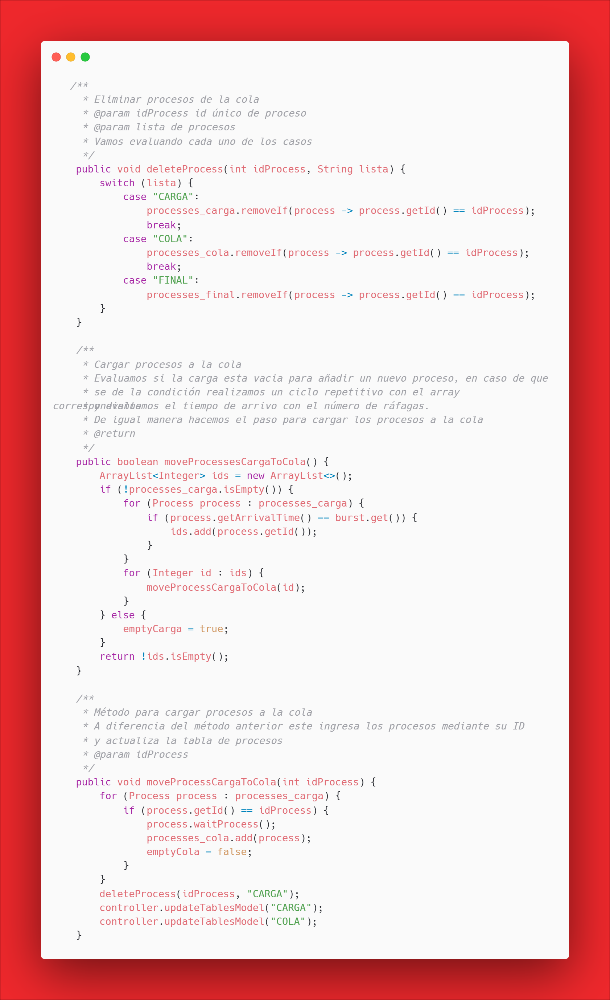 /**
 * Eliminar procesos de la cola
 * @param idProcess id único de proceso
 * @param lista de procesos
 * Vamos evaluando cada uno de los casos
 */
public void deleteProcess(int idProcess, String lista) {
    switch (lista) {
        case "CARGA":
            processes_carga.removeIf(process -> process.getId() == idProcess);
            break;
        case "COLA":
            processes_cola.removeIf(process -> process.getId() == idProcess);
            break;
        case "FINAL":
            processes_final.removeIf(process -> process.getId() == idProcess);
    }
}

/**
 * Cargar procesos a la cola
 * Evaluamos si la carga esta vacia para añadir un nuevo proceso, en caso de que
 * se de la condición realizamos un ciclo repetitivo con el array
correspondiente
 * y evaluamos el tiempo de arrivo con el número de ráfagas.
 * De igual manera hacemos el paso para cargar los procesos a la cola
 * @return
 */
public boolean moveProcessesCargaToCola() {
    ArrayList<Integer> ids = new ArrayList<>();
    if (!processes_carga.isEmpty()) {
        for (Process process : processes_carga) {
            if (process.getArrivalTime() == burst.get()) {
                ids.add(process.getId());
            }
        }
        for (Integer id : ids) {
            moveProcessCargaToCola(id);
        }
    } else {
        emptyCarga = true;
    }
    return !ids.isEmpty();
}

/**
 * Método para cargar procesos a la cola
 * A diferencia del método anterior este ingresa los procesos mediante su ID
 * y actualiza la tabla de procesos
 * @param idProcess
 */
public void moveProcessCargaToCola(int idProcess) {
    for (Process process : processes_carga) {
        if (process.getId() == idProcess) {
            process.waitProcess();
            processes_cola.add(process);
            emptyCola = false;
        }
    }
    deleteProcess(idProcess, "CARGA");
    controller.updateTablesModel("CARGA");
    controller.updateTablesModel("COLA");
}